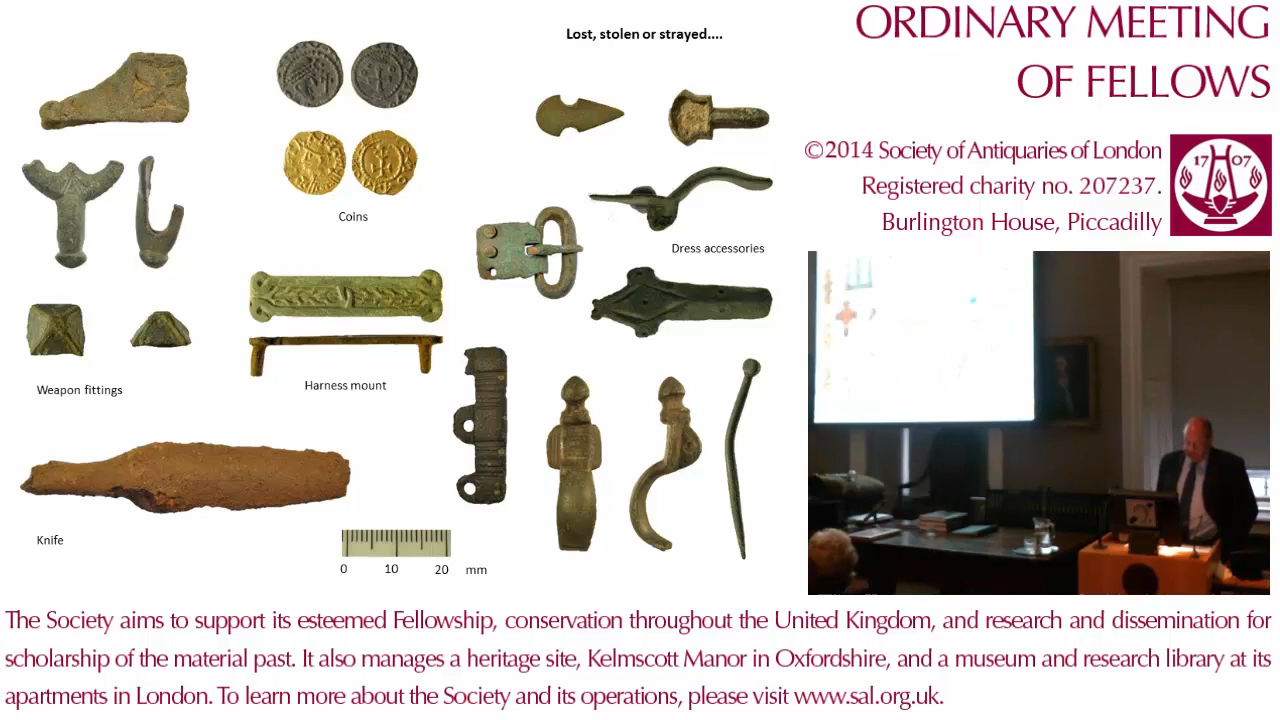 Lost, stolen or strayed....
Coins
Dress accessories
Harness mount
Weapon fittings
Knife
0 10 20 mm
ORDINARY MEETING
OF FELLOWS
©2014 Society of Antiquaries of London
Registered charity no. 207237.
Burlington House, Piccadilly
17 07
The Society aims to support its esteemed Fellowship, conservation throughout the United Kingdom, and research and dissemination for
scholarship of the material past. It also manages a heritage site, Kelmscott Manor in Oxfordshire, and a museum and research library at its
apartments in London. To learn more about the Society and its operations, please visit www.sal.org.uk.